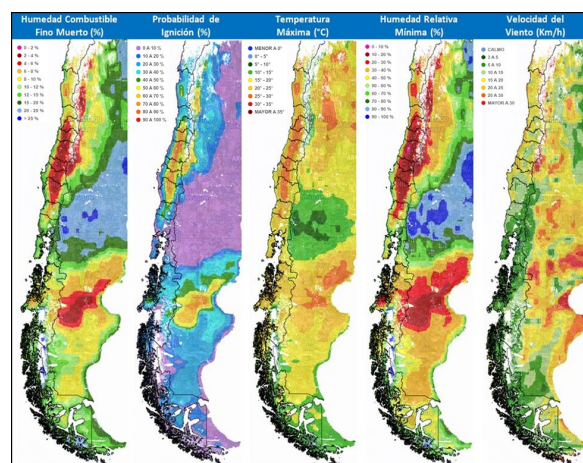 Humedad Combustible
Fino Muerto (%)
0 - 2 %
2 - 4 %
4 - 6 %
6 - 8 %
8 - 10 %
10 - 12 %
12 - 15 %
15 - 20 %
20 - 25 %
> 25 %
Probabilidad de
Ignición (%)
0 A 10 %
10 A 20 %
20 A 30 %
30 A 40 %
40 A 50 %
50 A 60 %
60 A 70 %
70 A 80 %
80 A 90 %
90 A 100 %
Temperatura
Máxima (°C)
MENOR A 0°
0° - 5°
5° - 10°
10° - 15°
15° - 20°
20° - 25°
25° - 30°
30° - 35°
MAYOR A 35°
Humedad Relativa
Mínima (%)
0 - 10 %
10 - 20 %
20 - 30 %
30 - 40 %
40 - 50 %
50 - 60 %
60 - 70 %
70 - 80 %
80 - 90 %
90 - 100 %
Velocidad del
Viento (Km/h)
CALMO
2 A 5
5 A 10
10 A 15
15 A 20
20 A 25
25 A 30
MAYOR A 30